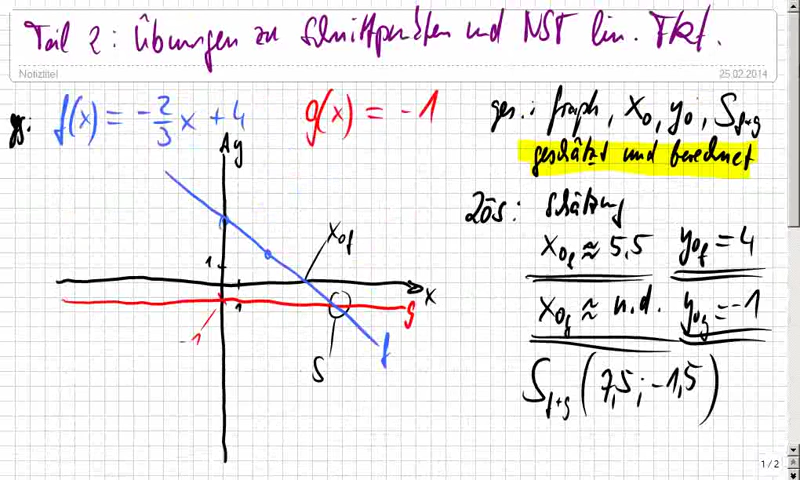 Teil 2: Übungen zu Schnittpunkten und NST lin. Fkt.
Notiztitel
25.02.2014
ges.: Graph, x₀, y₀, S_f+g
geg: f(x) = -2/3 x + 4 g(x) = -1
geschätzt und berechnet
Lös: Schätzung
y
x₀f
x₀f ≈ 5,5 y₀f = 4
1
x
1
g
-1
x₀g ≈ n.d. y₀g = -1
f
S
S_f+g (7,5; -1,5)
1/2